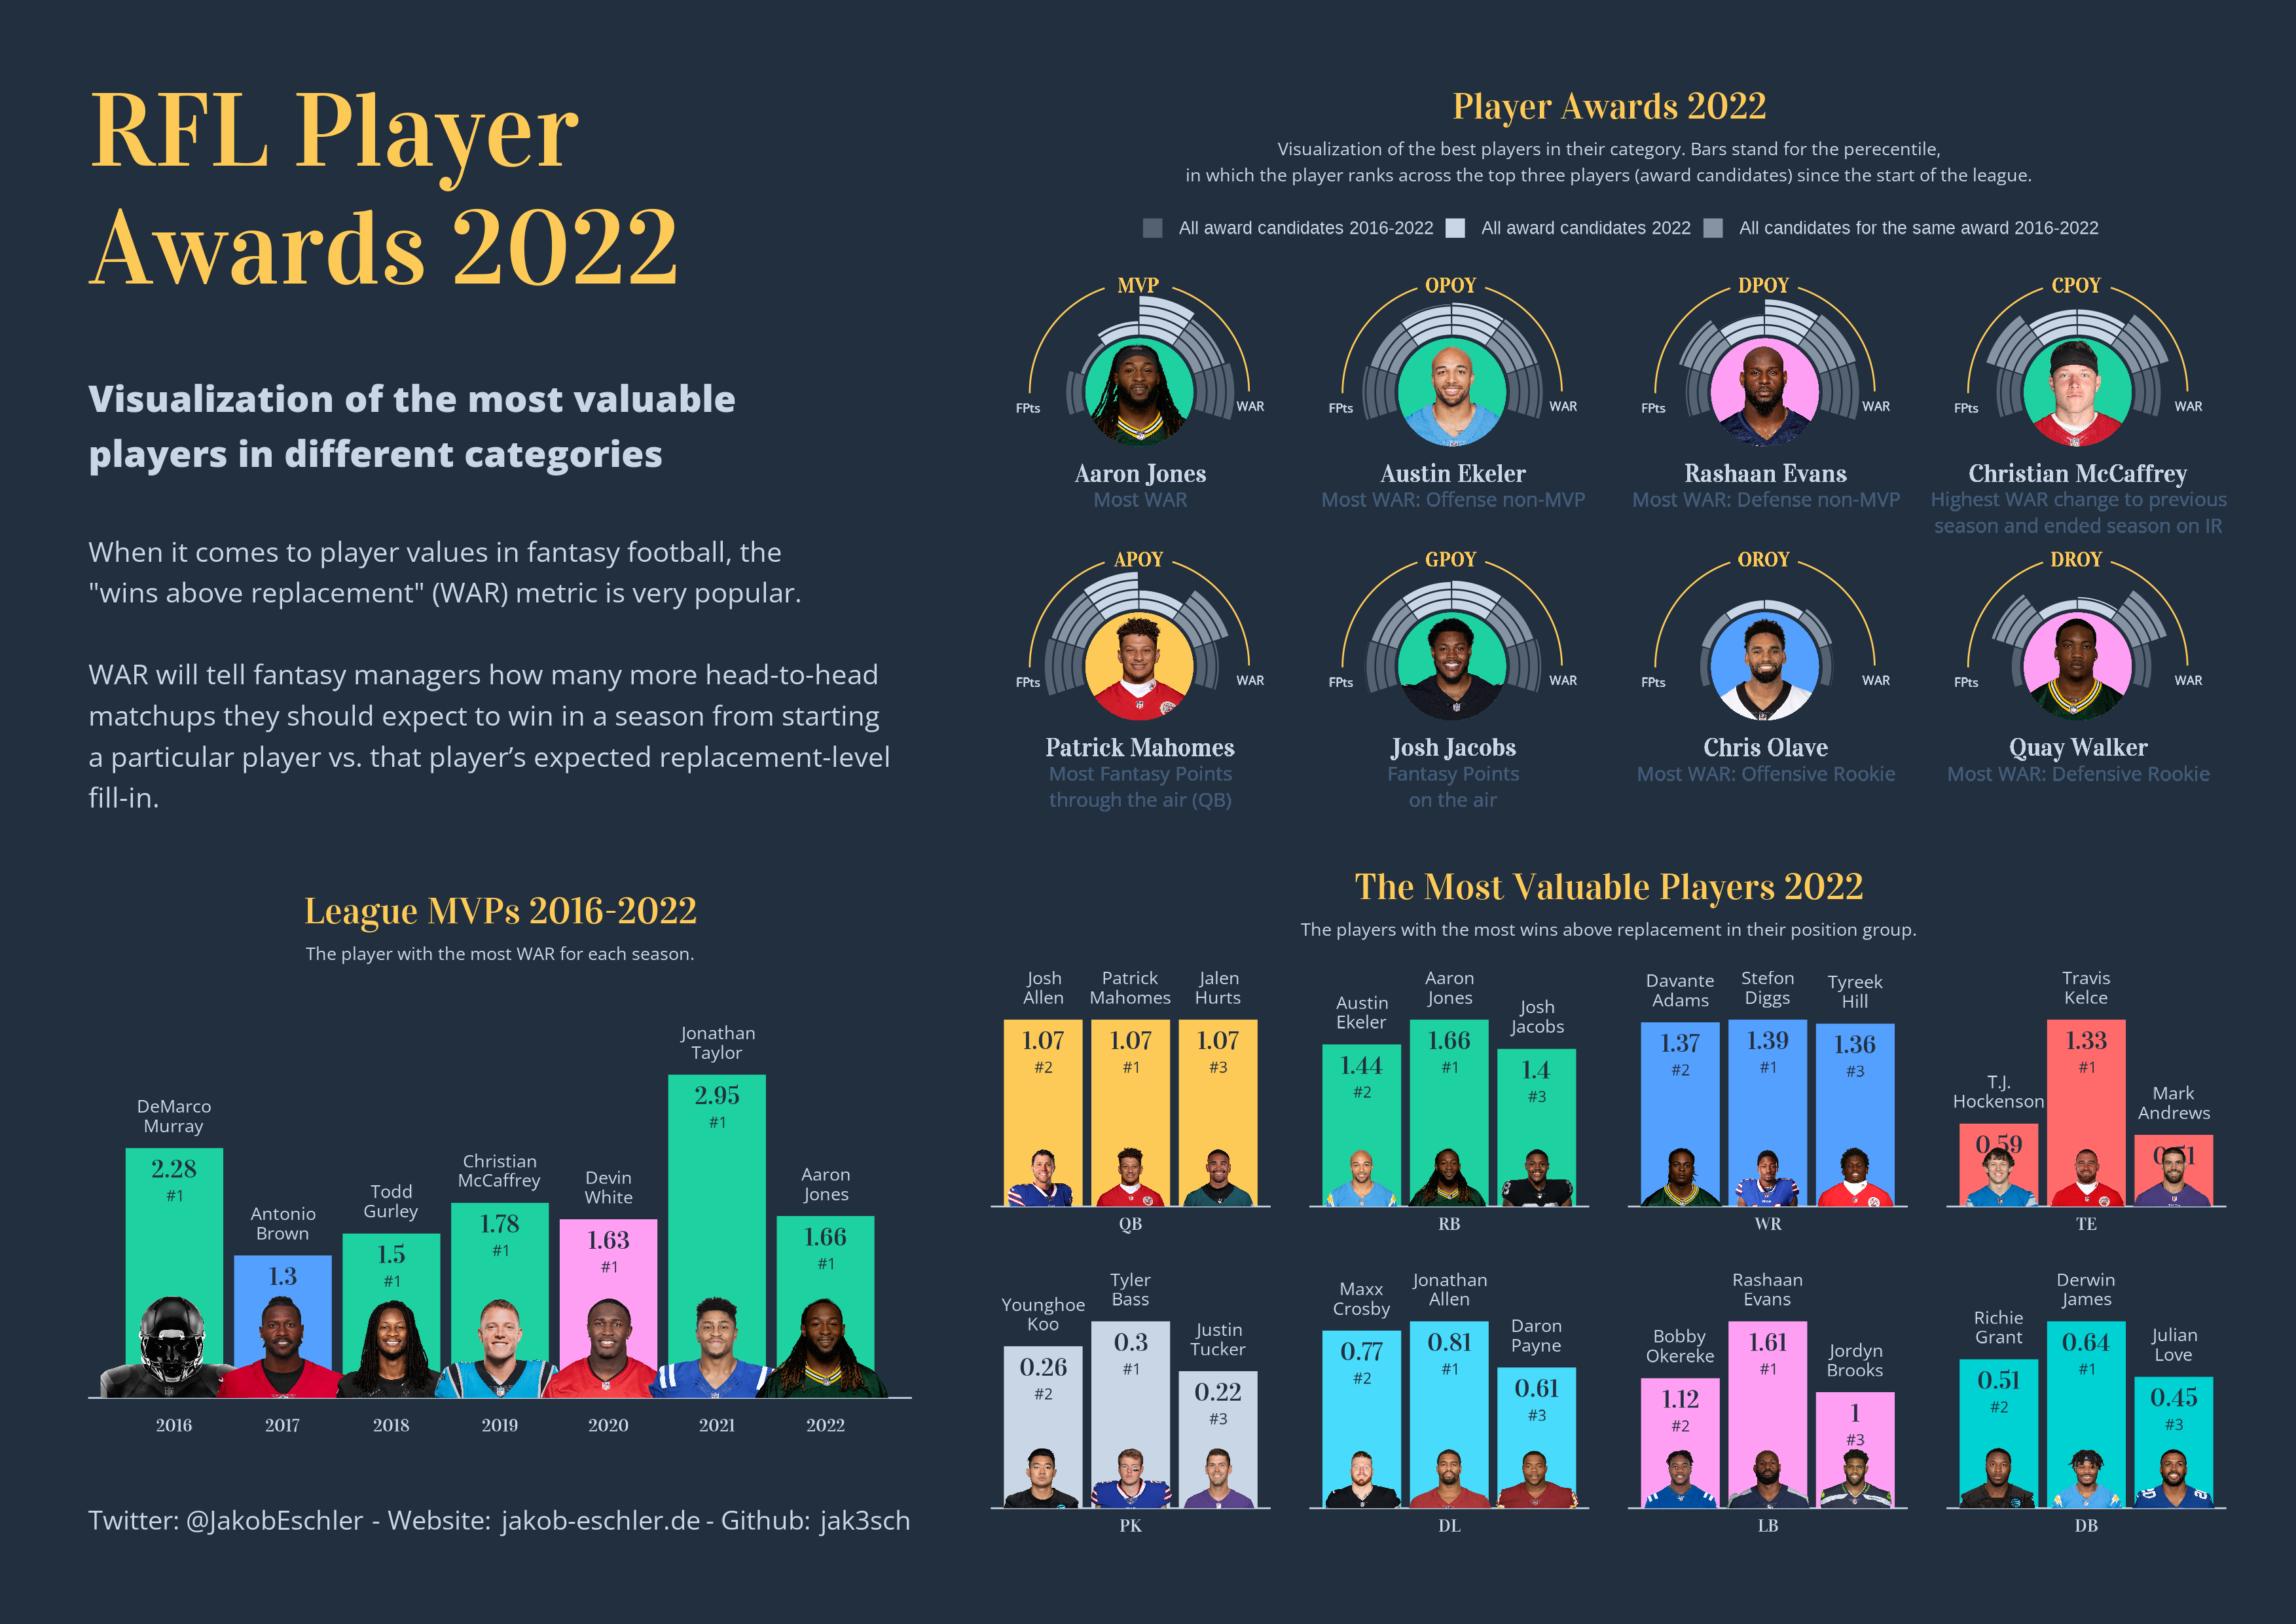 RFL Player
Awards 2022
Visualization of the most valuable
players in different categories
When it comes to player values in fantasy football, the
"wins above replacement" (WAR) metric is very popular.
WAR will tell fantasy managers how many more head-to-head
matchups they should expect to win in a season from starting
a particular player vs. that player’s expected replacement-level
fill-in.
League MVPs 2016-2022
The player with the most WAR for each season.
DeMarco
Murray
2.28
#1
Antonio
Brown
1.3
Todd
Gurley
1.5
#1
Christian
McCaffrey
1.78
#1
Devin
White
1.63
#1
Jonathan
Taylor
2.95
#1
Aaron
Jones
1.66
#1
2016 2017 2018 2019 2020 2021 2022
Twitter: @JakobEschler - Website: jakob-eschler.de - Github: jak3sch
Player Awards 2022
Visualization of the best players in their category. Bars stand for the perecentile,
in which the player ranks across the top three players (award candidates) since the start of the league.
All award candidates 2016-2022 All award candidates 2022 All candidates for the same award 2016-2022
MVP
FPts WAR
Aaron Jones
Most WAR
OPOY
FPts WAR
Austin Ekeler
Most WAR: Offense non-MVP
DPOY
FPts WAR
Rashaan Evans
Most WAR: Defense non-MVP
CPOY
FPts WAR
Christian McCaffrey
Highest WAR change to previous
season and ended season on IR
APOY
FPts WAR
Patrick Mahomes
Most Fantasy Points
through the air (QB)
GPOY
FPts WAR
Josh Jacobs
Fantasy Points
on the air
OROY
FPts WAR
Chris Olave
Most WAR: Offensive Rookie
DROY
FPts WAR
Quay Walker
Most WAR: Defensive Rookie
The Most Valuable Players 2022
The players with the most wins above replacement in their position group.
Josh
Allen
1.07
#2
Patrick
Mahomes
1.07
#1
Jalen
Hurts
1.07
#3
QB
Austin
Ekeler
1.44
#2
Aaron
Jones
1.66
#1
Josh
Jacobs
1.4
#3
RB
Davante
Adams
1.37
#2
Stefon
Diggs
1.39
#1
Tyreek
Hill
1.36
#3
WR
T.J.
Hockenson
0.59
Travis
Kelce
1.33
#1
Mark
Andrews
TE
Younghoe
Koo
0.26
#2
Tyler
Bass
0.3
#1
Justin
Tucker
0.22
#3
PK
Maxx
Crosby
0.77
#2
Jonathan
Allen
0.81
#1
Daron
Payne
0.61
#3
DL
Bobby
Okereke
1.12
#2
Rashaan
Evans
1.61
#1
Jordyn
Brooks
1
#3
LB
Richie
Grant
0.51
#2
Derwin
James
0.64
#1
Julian
Love
0.45
#3
DB